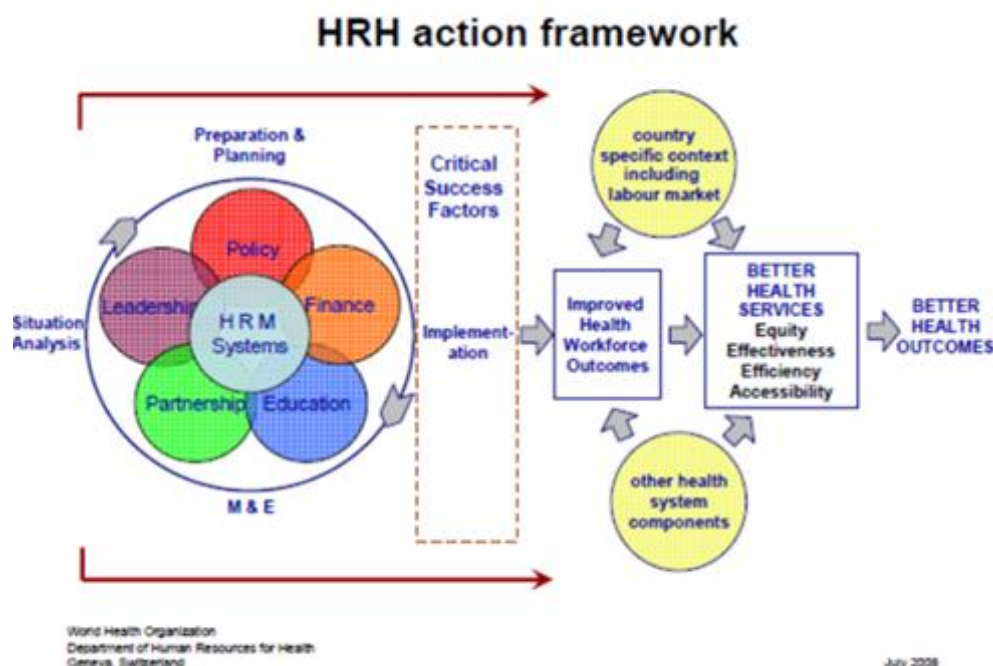 HRH action framework
Preparation &
Planning
Situation
Analysis
Policy
Leadership
Finance
HRM
Systems
Partnership
Education
M & E
Critical
Success
Factors
Implement-
ation
country
specific context
including
labour market
Improved
Health
Workforce
Outcomes
BETTER
HEALTH
SERVICES
Equity
Effectiveness
Efficiency
Accessibility
BETTER
HEALTH
OUTCOMES
other health
system
components
World Health Organization
Department of Human Resources for Health
Geneva, Switzerland
July